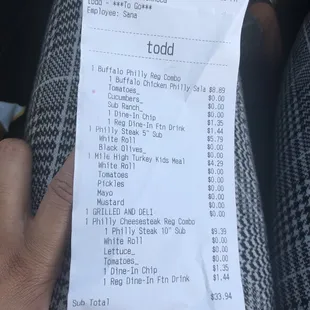 Todd - ***To Go***
Employee: Sana
todd
1 Buffalo Philly Reg Combo
1 Buffalo Chicken Philly Sala $8.89
Tomatoes_ $0.00
Cucumbers_ $0.00
Sub Ranch_ $0.00
1 Dine-In Chip $1.35
1 Reg Dine-In Ftn Drink $1.44
1 Philly Steak 5" Sub $5.79
White Roll $0.00
Black Olives_ $0.00
1 Mile High Turkey Kids Meal $4.29
White Roll $0.00
Tomatoes $0.00
Pickles $0.00
Mayo $0.00
Mustard $0.00
1 GRILLED AND DELI $0.00
1 Philly Cheesesteak Reg Combo
1 Philly Steak 10" Sub $9.39
White Roll $0.00
Lettuce_ $0.00
Tomatoes_ $0.00
1 Dine-In Chip $1.35
1 Reg Dine-In Ftn Drink $1.44
Sub Total $33.94